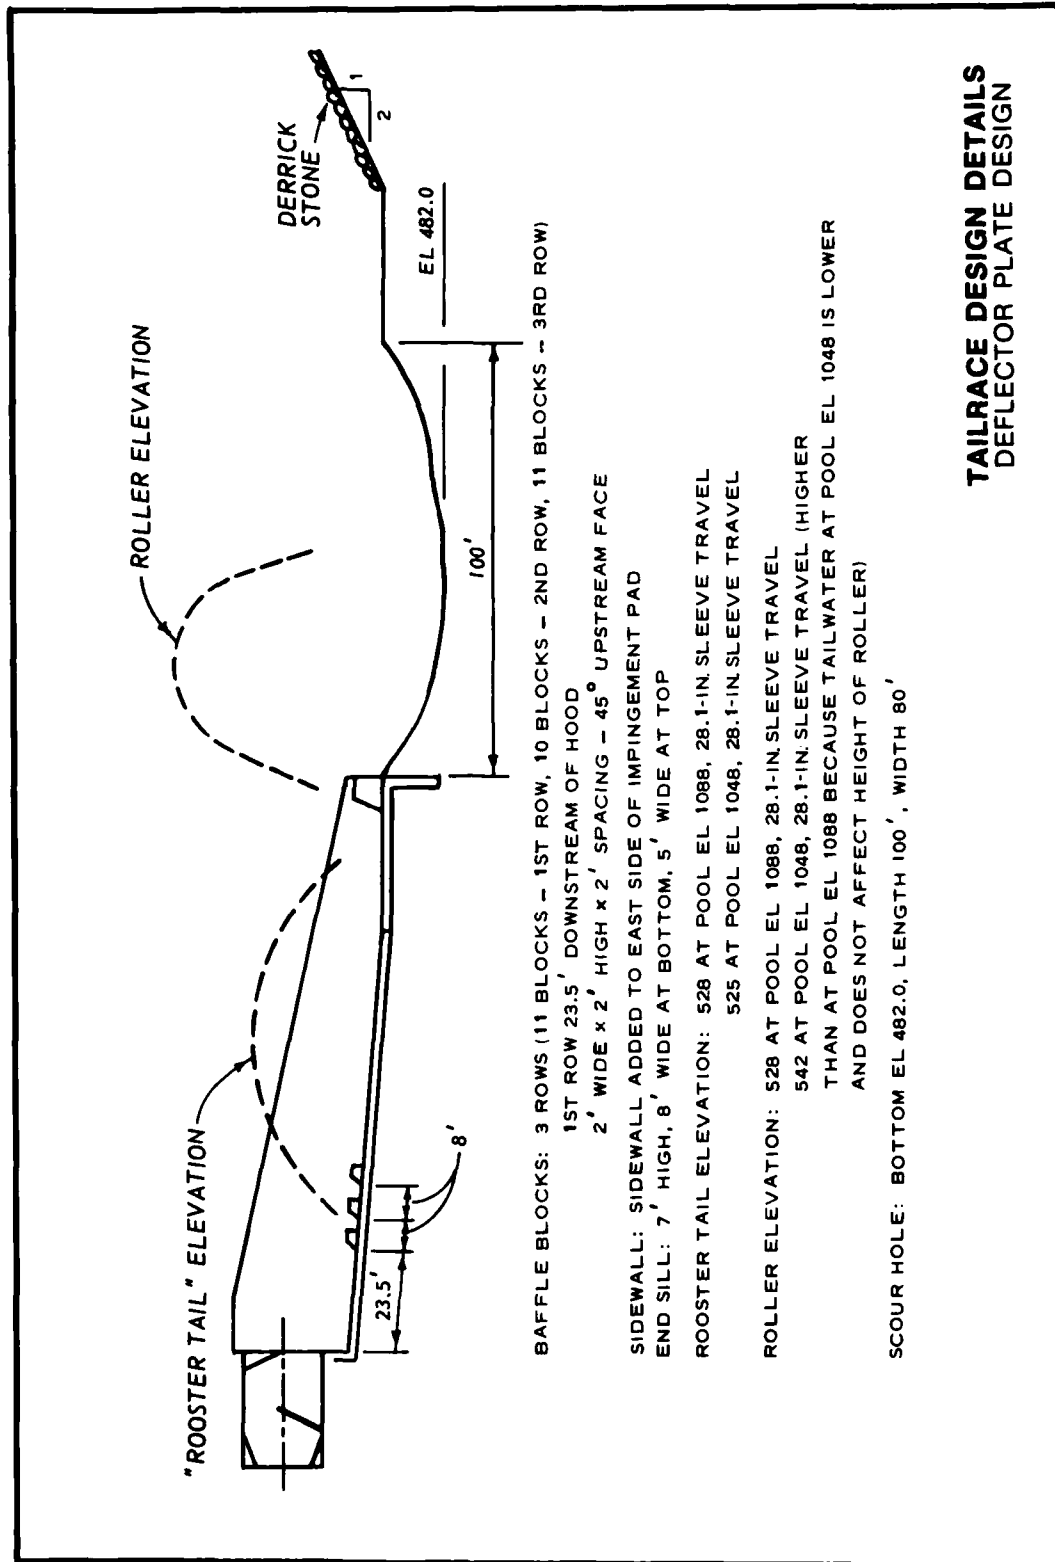 "ROOSTER TAIL" ELEVATION
ROLLER ELEVATION
DERRICK
STONE
1
2
EL 482.0
23.5'
8'
100'
BAFFLE BLOCKS: 3 ROWS (11 BLOCKS – 1ST ROW, 10 BLOCKS – 2ND ROW, 11 BLOCKS – 3RD ROW)
1ST ROW 23.5' DOWNSTREAM OF HOOD
2' WIDE x 2' HIGH x 2' SPACING – 45° UPSTREAM FACE
SIDEWALL: SIDEWALL ADDED TO EAST SIDE OF IMPINGEMENT PAD
END SILL: 7' HIGH, 8' WIDE AT BOTTOM, 5' WIDE AT TOP
ROOSTER TAIL ELEVATION: 528 AT POOL EL 1088, 28.1-IN. SLEEVE TRAVEL
525 AT POOL EL 1048, 28.1-IN. SLEEVE TRAVEL
ROLLER ELEVATION: 528 AT POOL EL 1088, 28.1-IN. SLEEVE TRAVEL
542 AT POOL EL 1048, 28.1-IN. SLEEVE TRAVEL (HIGHER
THAN AT POOL EL 1088 BECAUSE TAILWATER AT POOL EL 1048 IS LOWER
AND DOES NOT AFFECT HEIGHT OF ROLLER)
SCOUR HOLE: BOTTOM EL 482.0, LENGTH 100', WIDTH 80'
TAILRACE DESIGN DETAILS
DEFLECTOR PLATE DESIGN